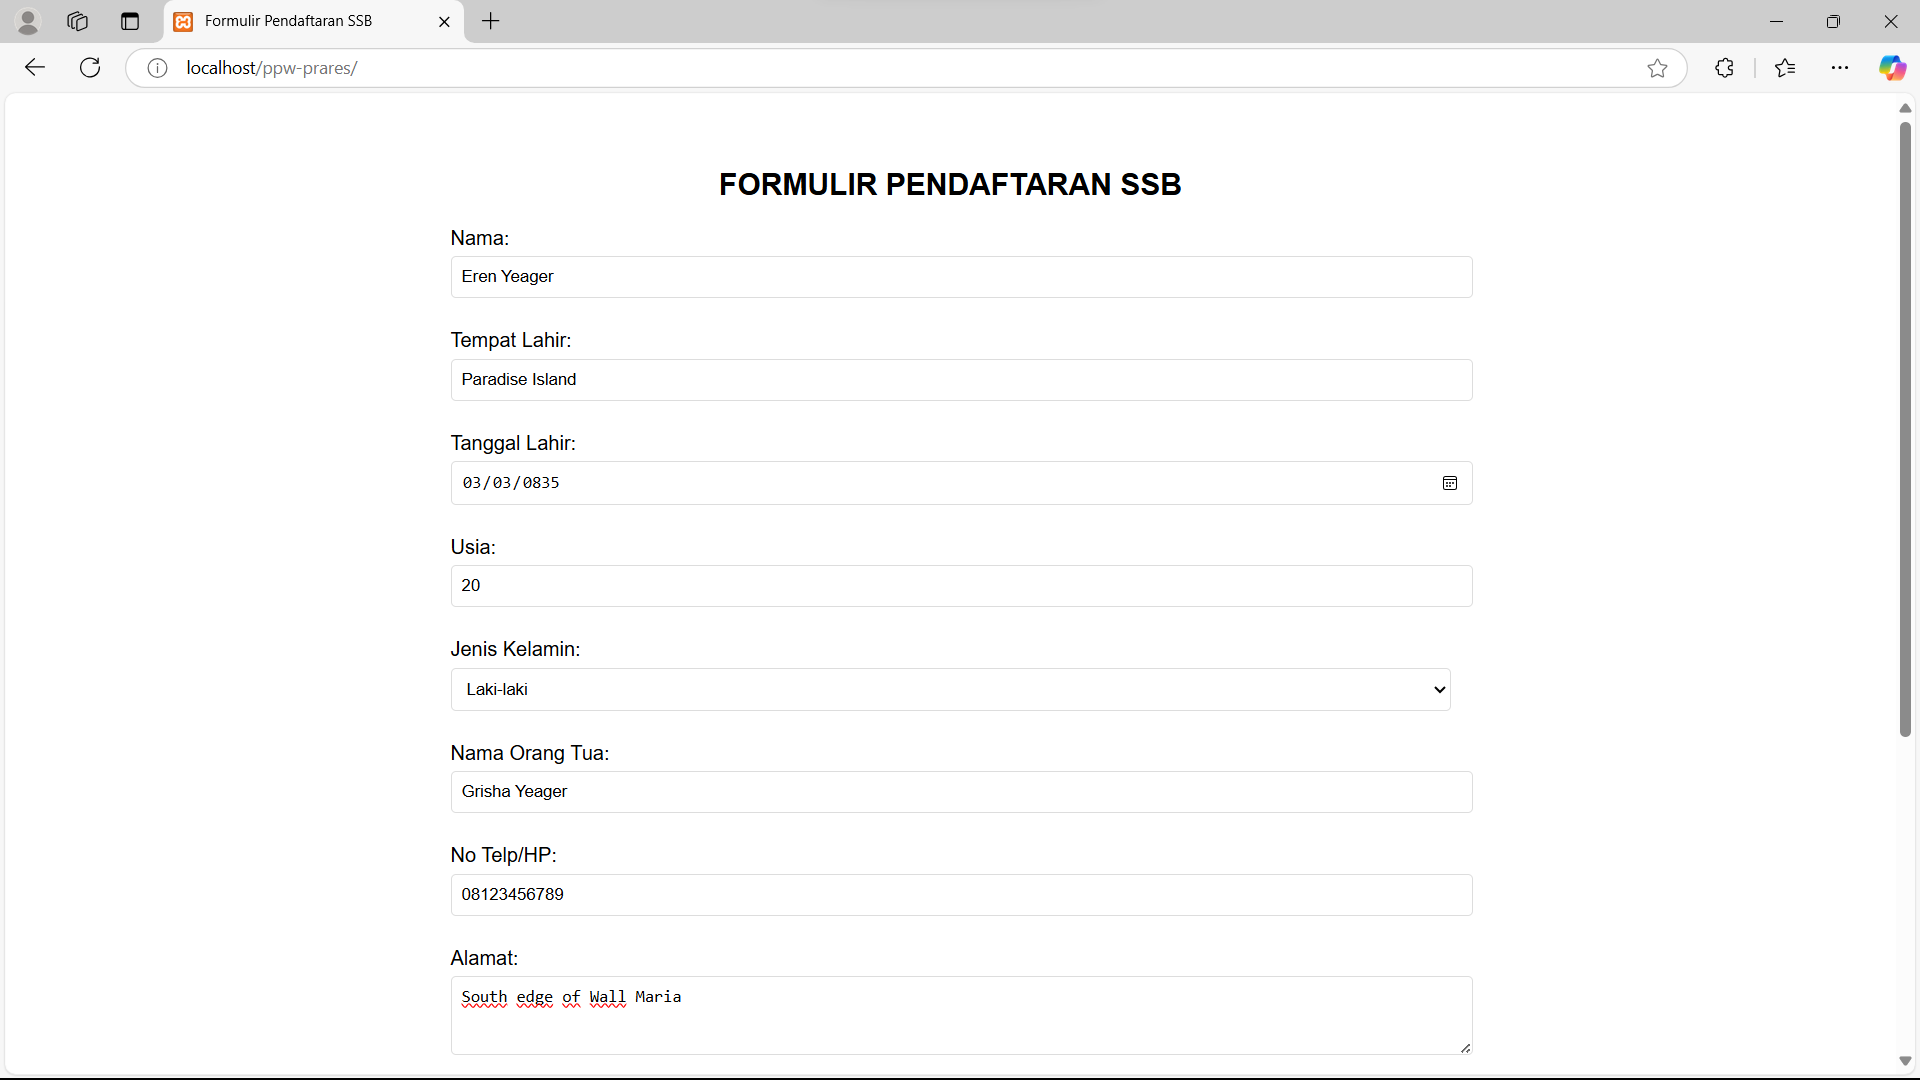 Formulir Pendaftaran SSB
localhost/ppw-prares/
FORMULIR PENDAFTARAN SSB
Nama:
Eren Yeager
Tempat Lahir:
Paradise Island
Tanggal Lahir:
03/03/0835
Usia:
20
Jenis Kelamin:
Laki-laki
Nama Orang Tua:
Grisha Yeager
No Telp/HP:
08123456789
Alamat:
South edge of Wall Maria